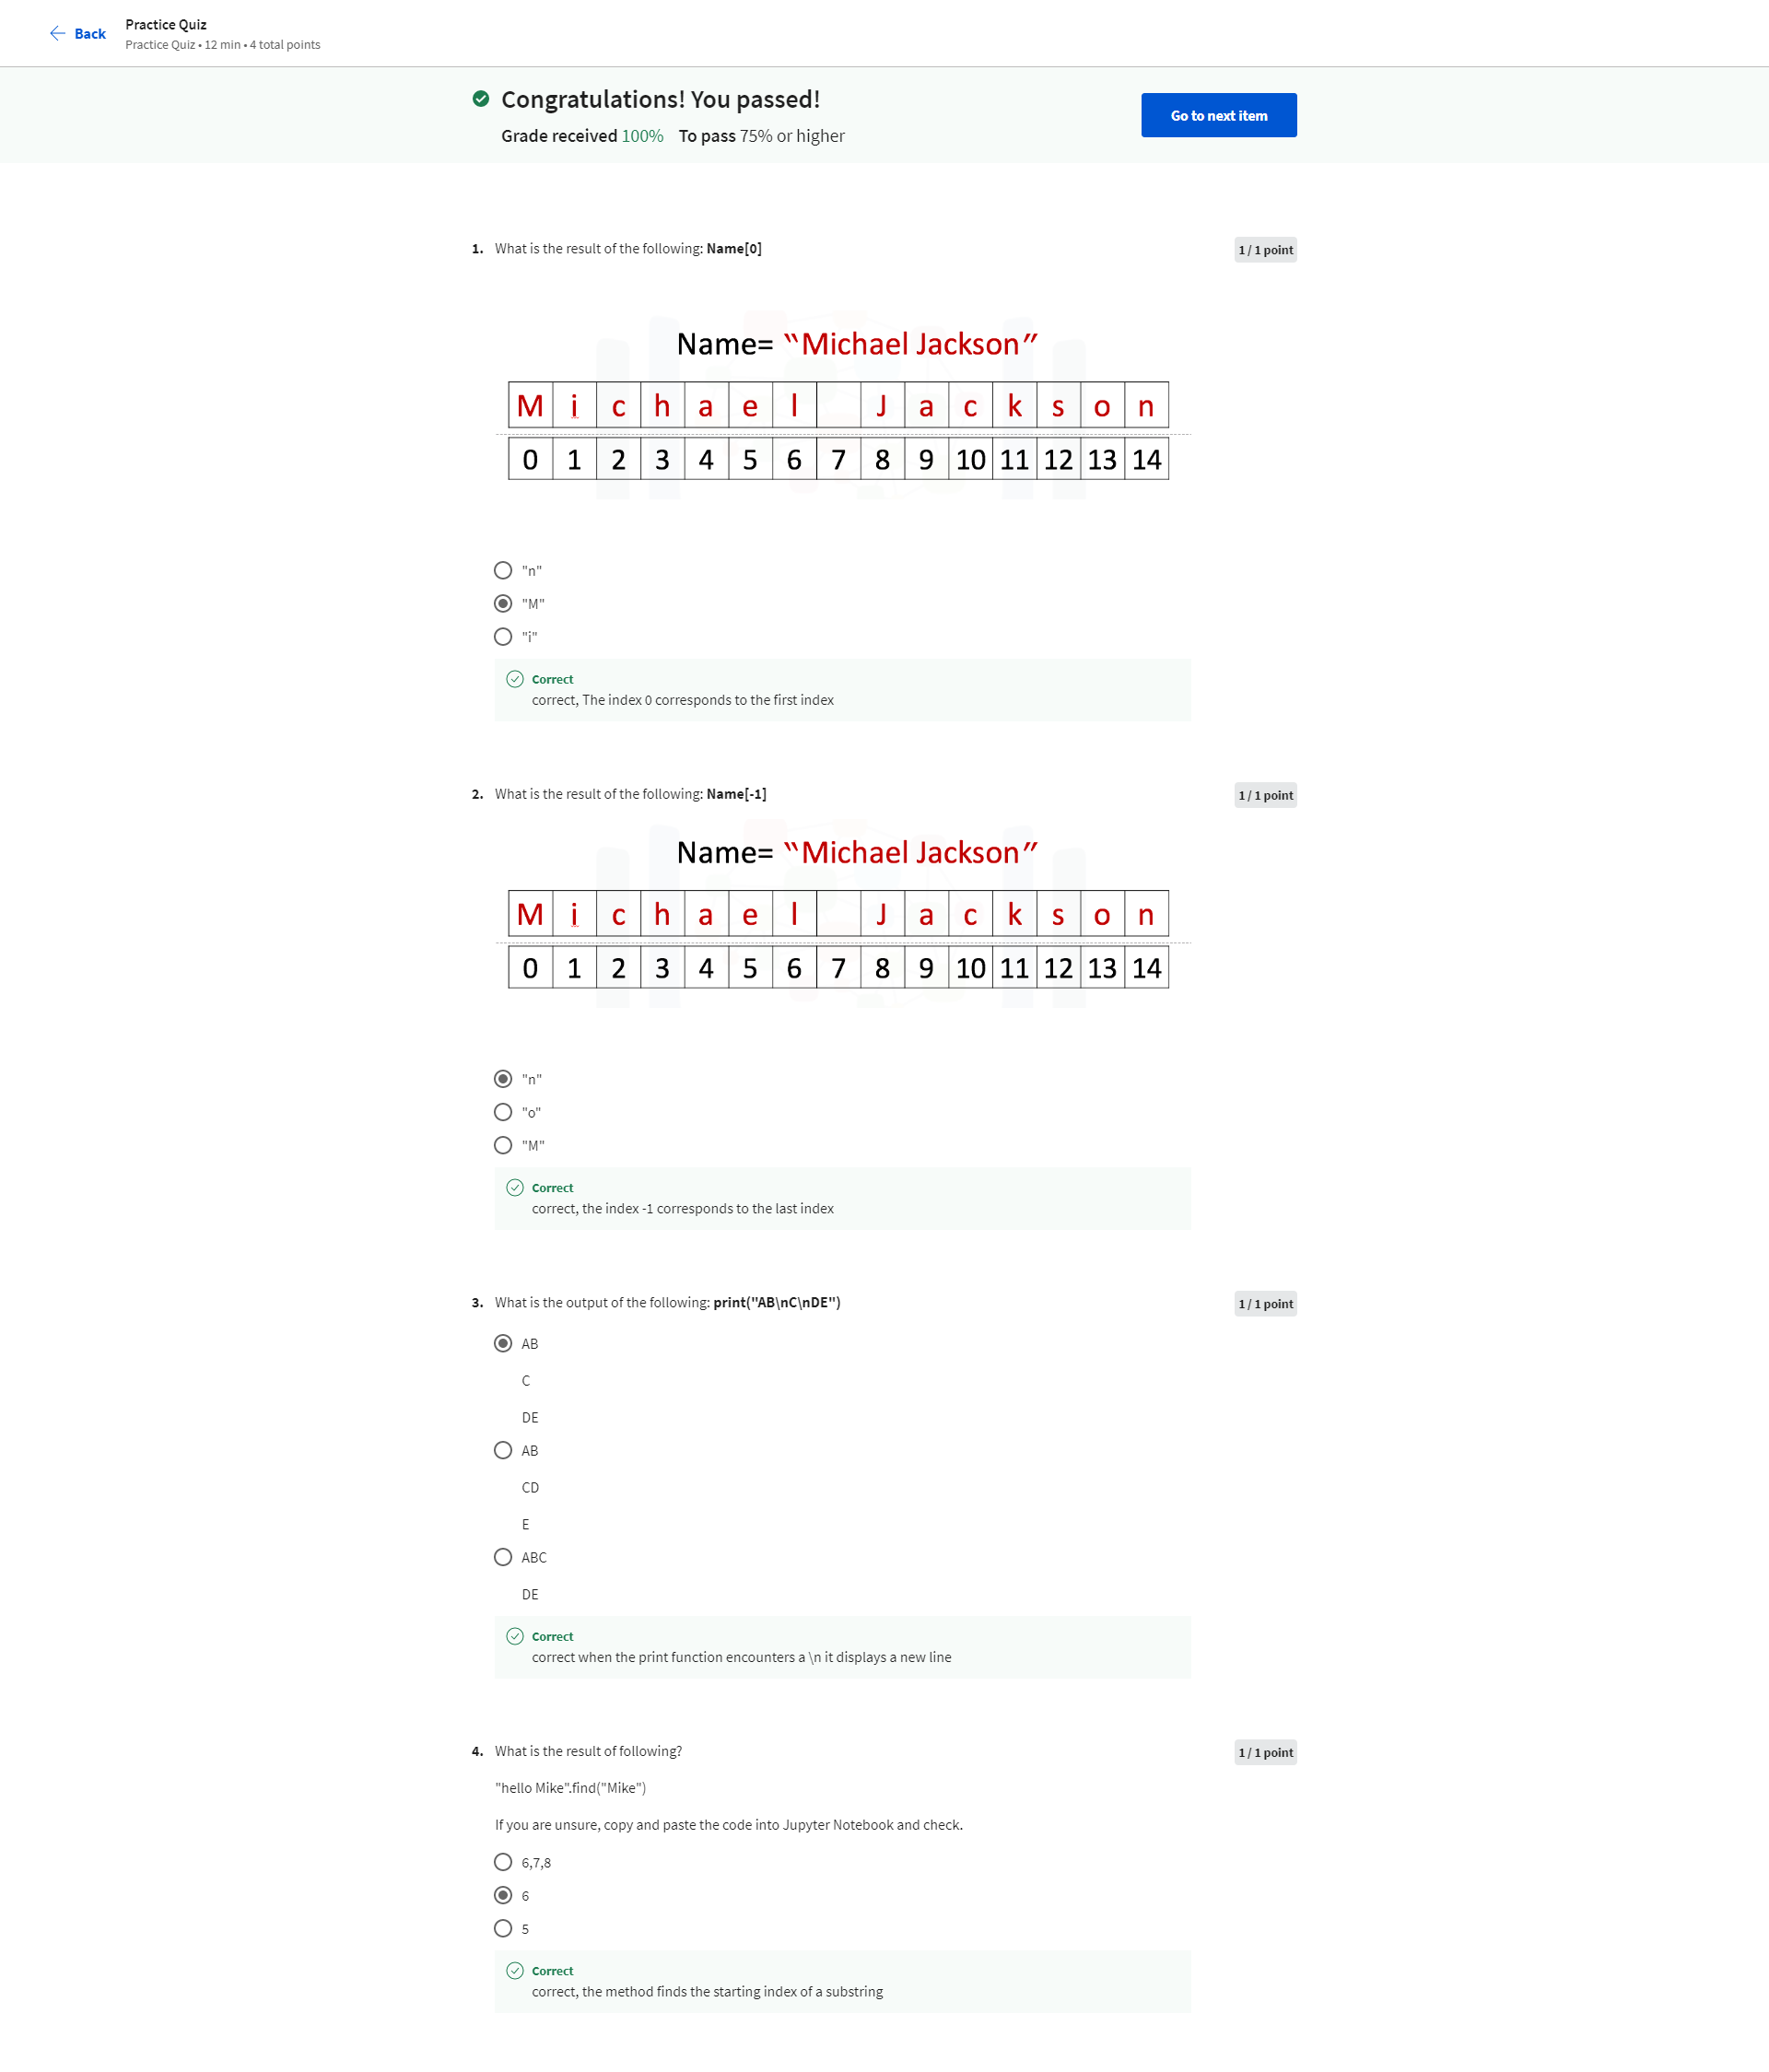 Back
Practice Quiz
Practice Quiz • 12 min • 4 total points
Congratulations! You passed!
Grade received 100% To pass 75% or higher
Go to next item
1. What is the result of the following: Name[0]
1 / 1 point
Name= “Michael Jackson”
M i c h a e l J a c k s o n
0 1 2 3 4 5 6 7 8 9 10 11 12 13 14
"n"
"M"
"i"
Correct
correct, The index 0 corresponds to the first index
2. What is the result of the following: Name[-1]
1 / 1 point
Name= “Michael Jackson”
M i c h a e l J a c k s o n
0 1 2 3 4 5 6 7 8 9 10 11 12 13 14
"n"
"o"
"M"
Correct
correct, the index -1 corresponds to the last index
3. What is the output of the following: print("AB\nC\nDE")
1 / 1 point
AB
C
DE
AB
CD
E
ABC
DE
Correct
correct when the print function encounters a \n it displays a new line
4. What is the result of following?
1 / 1 point
"hello Mike".find("Mike")
If you are unsure, copy and paste the code into Jupyter Notebook and check.
6,7,8
6
5
Correct
correct, the method finds the starting index of a substring